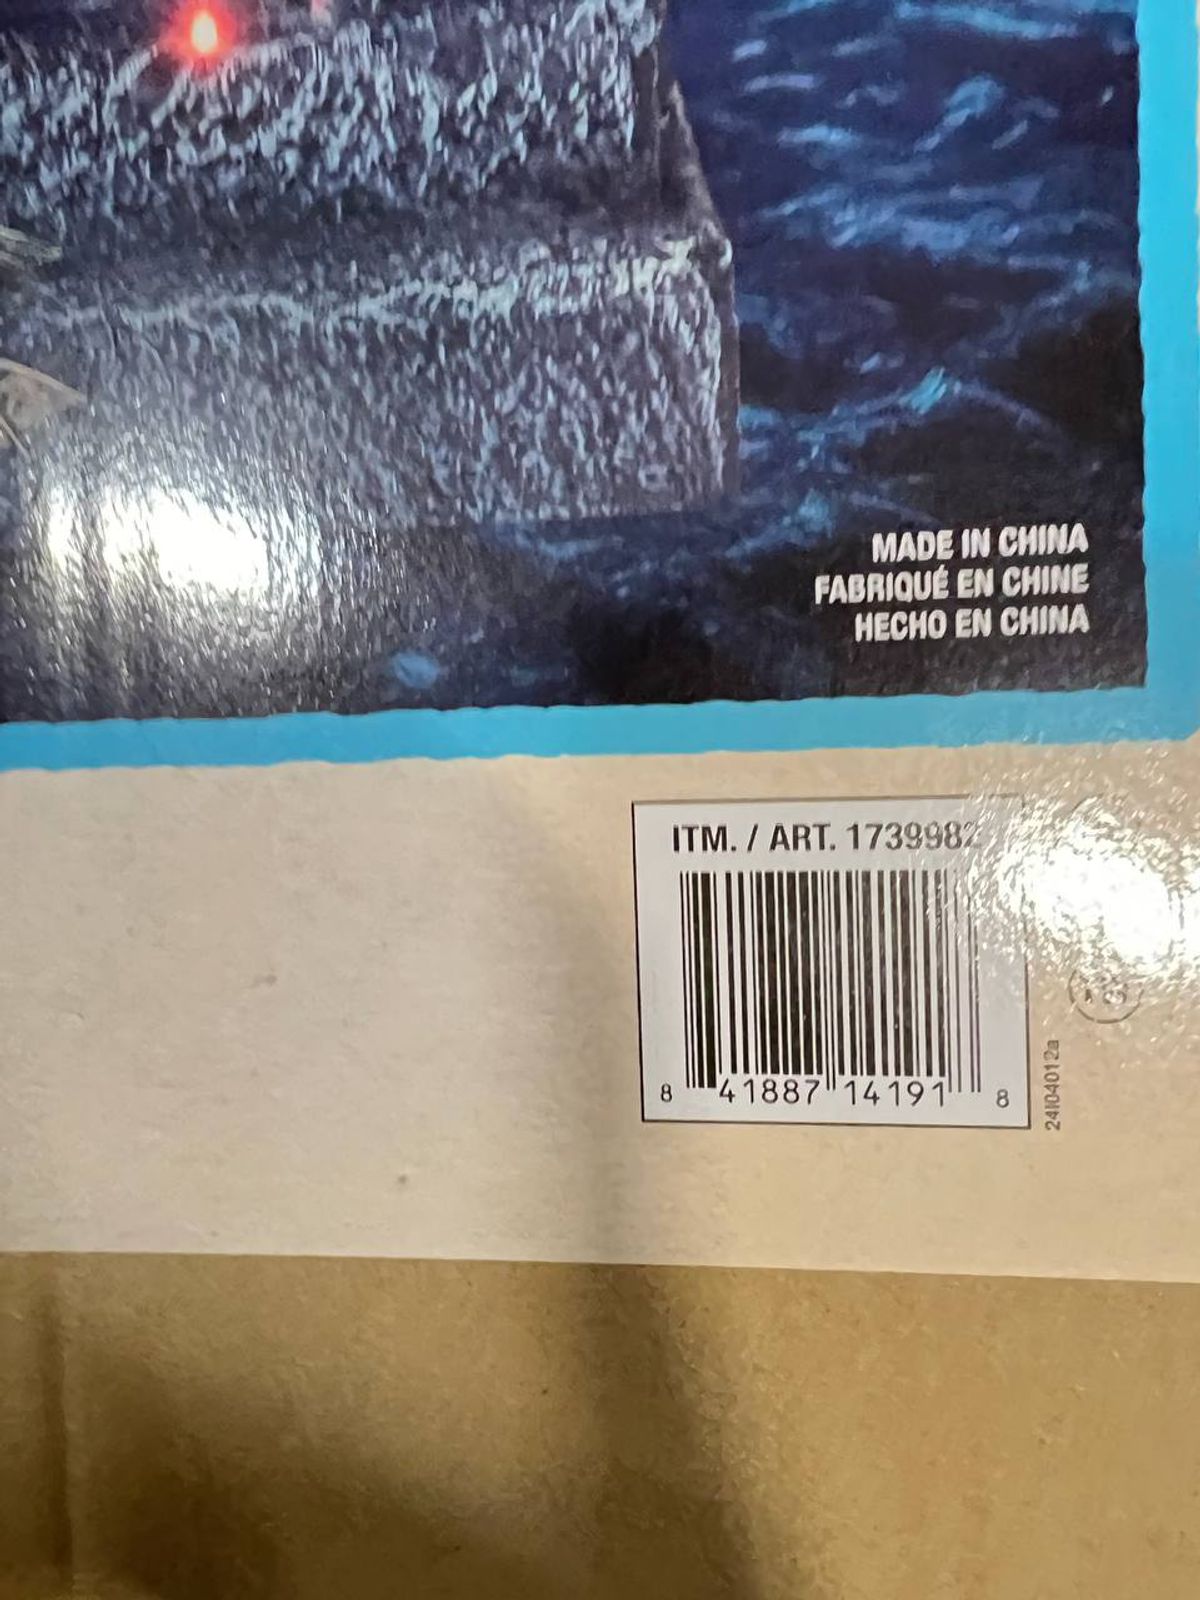 MADE IN CHINA
FABRIQUÉ EN CHINE
HECHO EN CHINA
ITM. / ART. 1739982
8 41887 14191 8
24I04012a